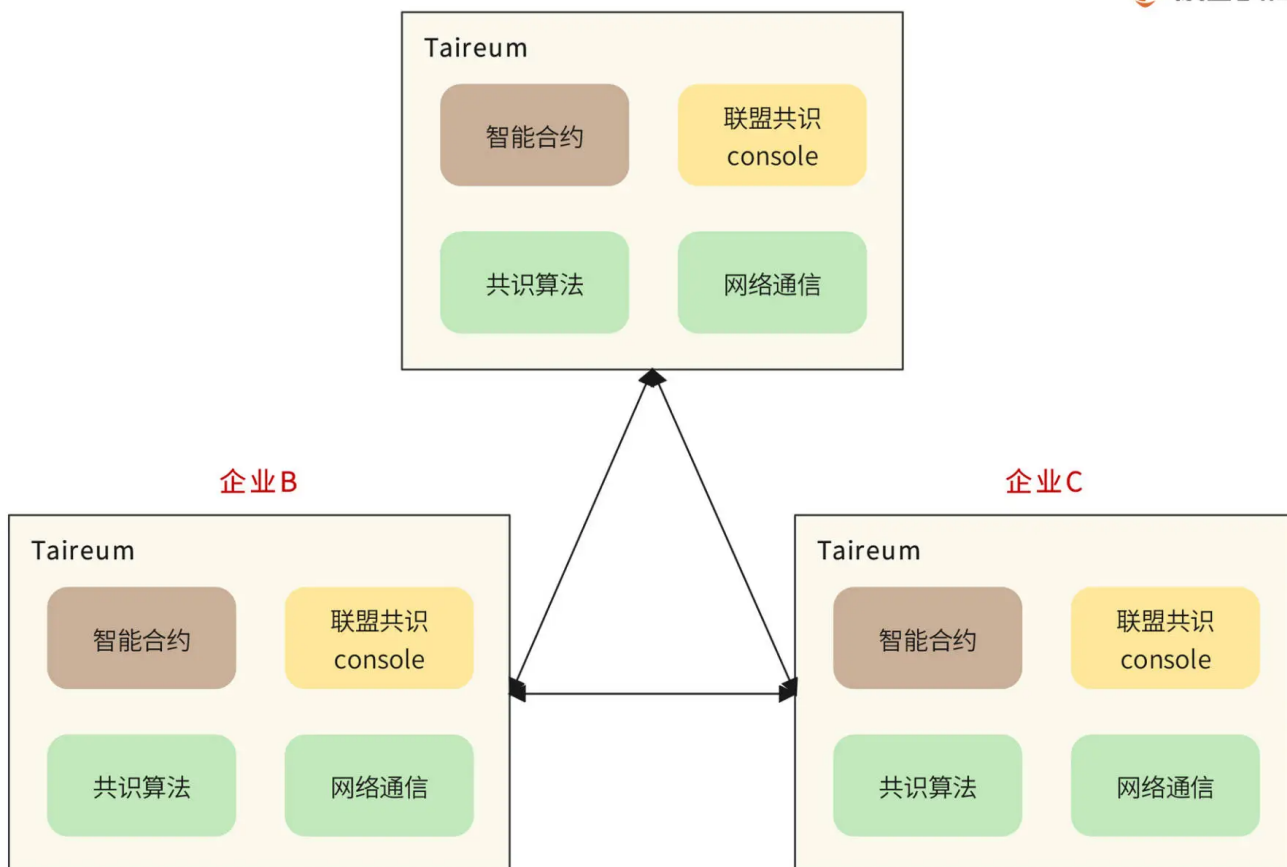 Taireum
智能合约
联盟共识
console
共识算法
网络通信
企业B
企业C
Taireum
智能合约
联盟共识
console
共识算法
网络通信
Taireum
智能合约
联盟共识
console
共识算法
网络通信